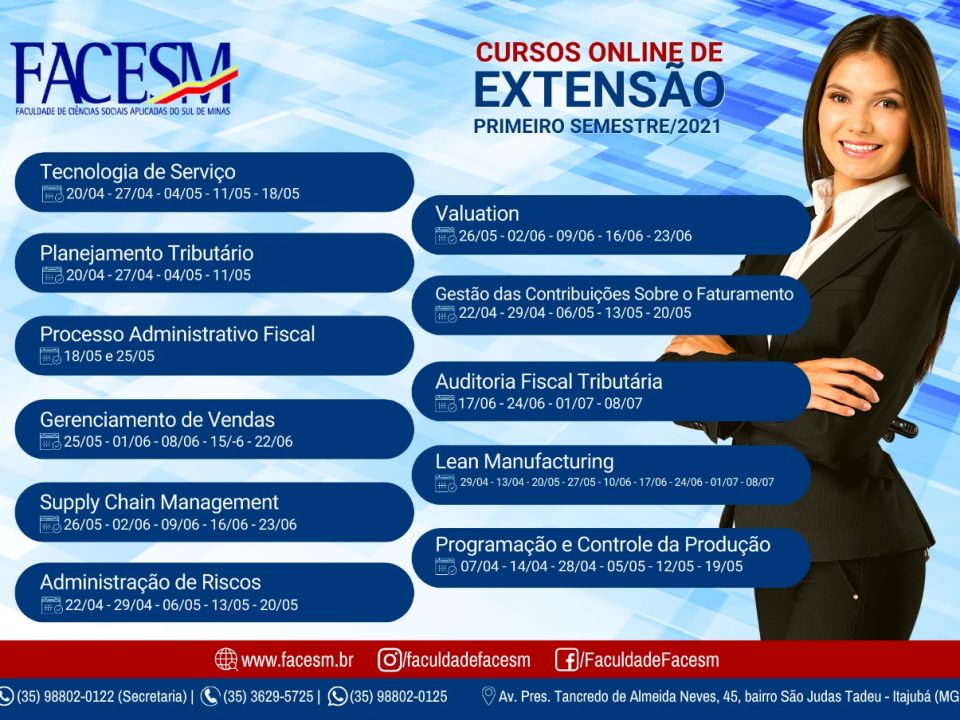 FACESM
FACULDADE DE CIÊNCIAS SOCIAIS APLICADAS DO SUL DE MINAS
CURSOS ONLINE DE
EXTENSÃO
PRIMEIRO SEMESTRE/2021
Tecnologia de Serviço
20/04 - 27/04 - 04/05 - 11/05 - 18/05
Planejamento Tributário
20/04 - 27/04 - 04/05 - 11/05
Processo Administrativo Fiscal
18/05 e 25/05
Gerenciamento de Vendas
25/05 - 01/06 - 08/06 - 15/-6 - 22/06
Supply Chain Management
26/05 - 02/06 - 09/06 - 16/06 - 23/06
Administração de Riscos
22/04 - 29/04 - 06/05 - 13/05 - 20/05
Valuation
26/05 - 02/06 - 09/06 - 16/06 - 23/06
Gestão das Contribuições Sobre o Faturamento
22/04 - 29/04 - 06/05 - 13/05 - 20/05
Auditoria Fiscal Tributária
17/06 - 24/06 - 01/07 - 08/07
Lean Manufacturing
29/04 - 13/04 - 20/05 - 27/05 - 10/06 - 17/06 - 24/06 - 01/07 - 08/07
Programação e Controle da Produção
07/04 - 14/04 - 28/04 - 05/05 - 12/05 - 19/05
www.facesm.br /faculdadefacesm /FaculdadeFacesm
(35) 98802-0122 (Secretaria) | (35) 3629-5725 | (35) 98802-0125 Av. Pres. Tancredo de Almeida Neves, 45, bairro São Judas Tadeu - Itajubá (MG